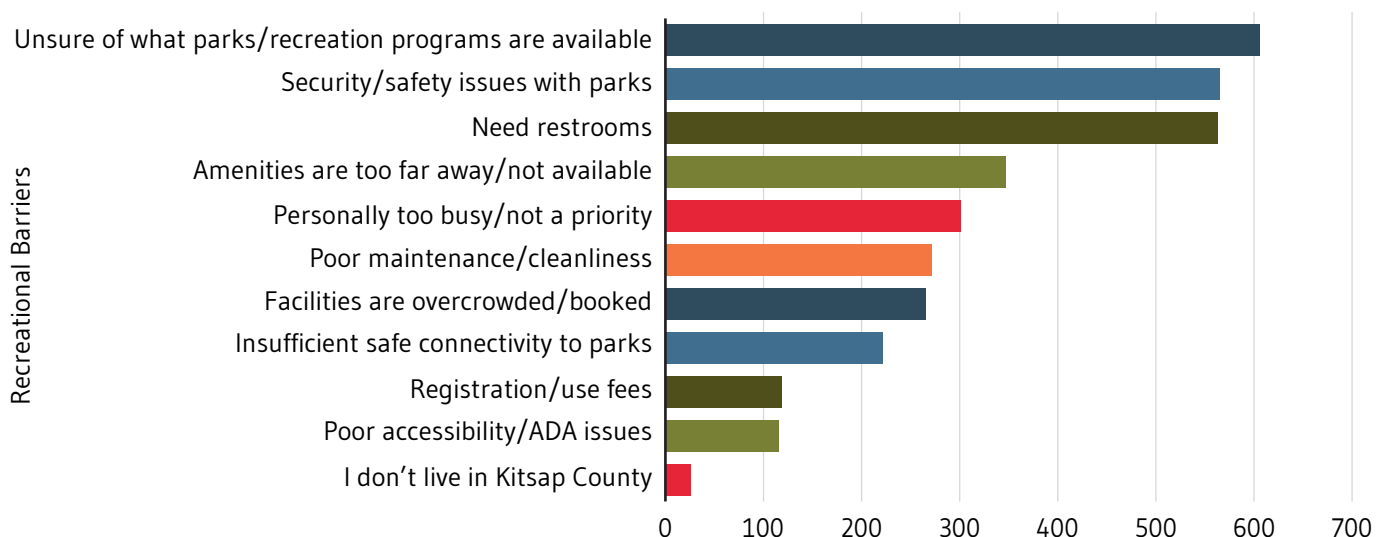 Unsure of what parks/recreation programs are available
Security/safety issues with parks
Need restrooms
Amenities are too far away/not available
Personally too busy/not a priority
Poor maintenance/cleanliness
Facilities are overcrowded/booked
Insufficient safe connectivity to parks
Registration/use fees
Poor accessibility/ADA issues
I don’t live in Kitsap County
Recreational Barriers
0 100 200 300 400 500 600 700